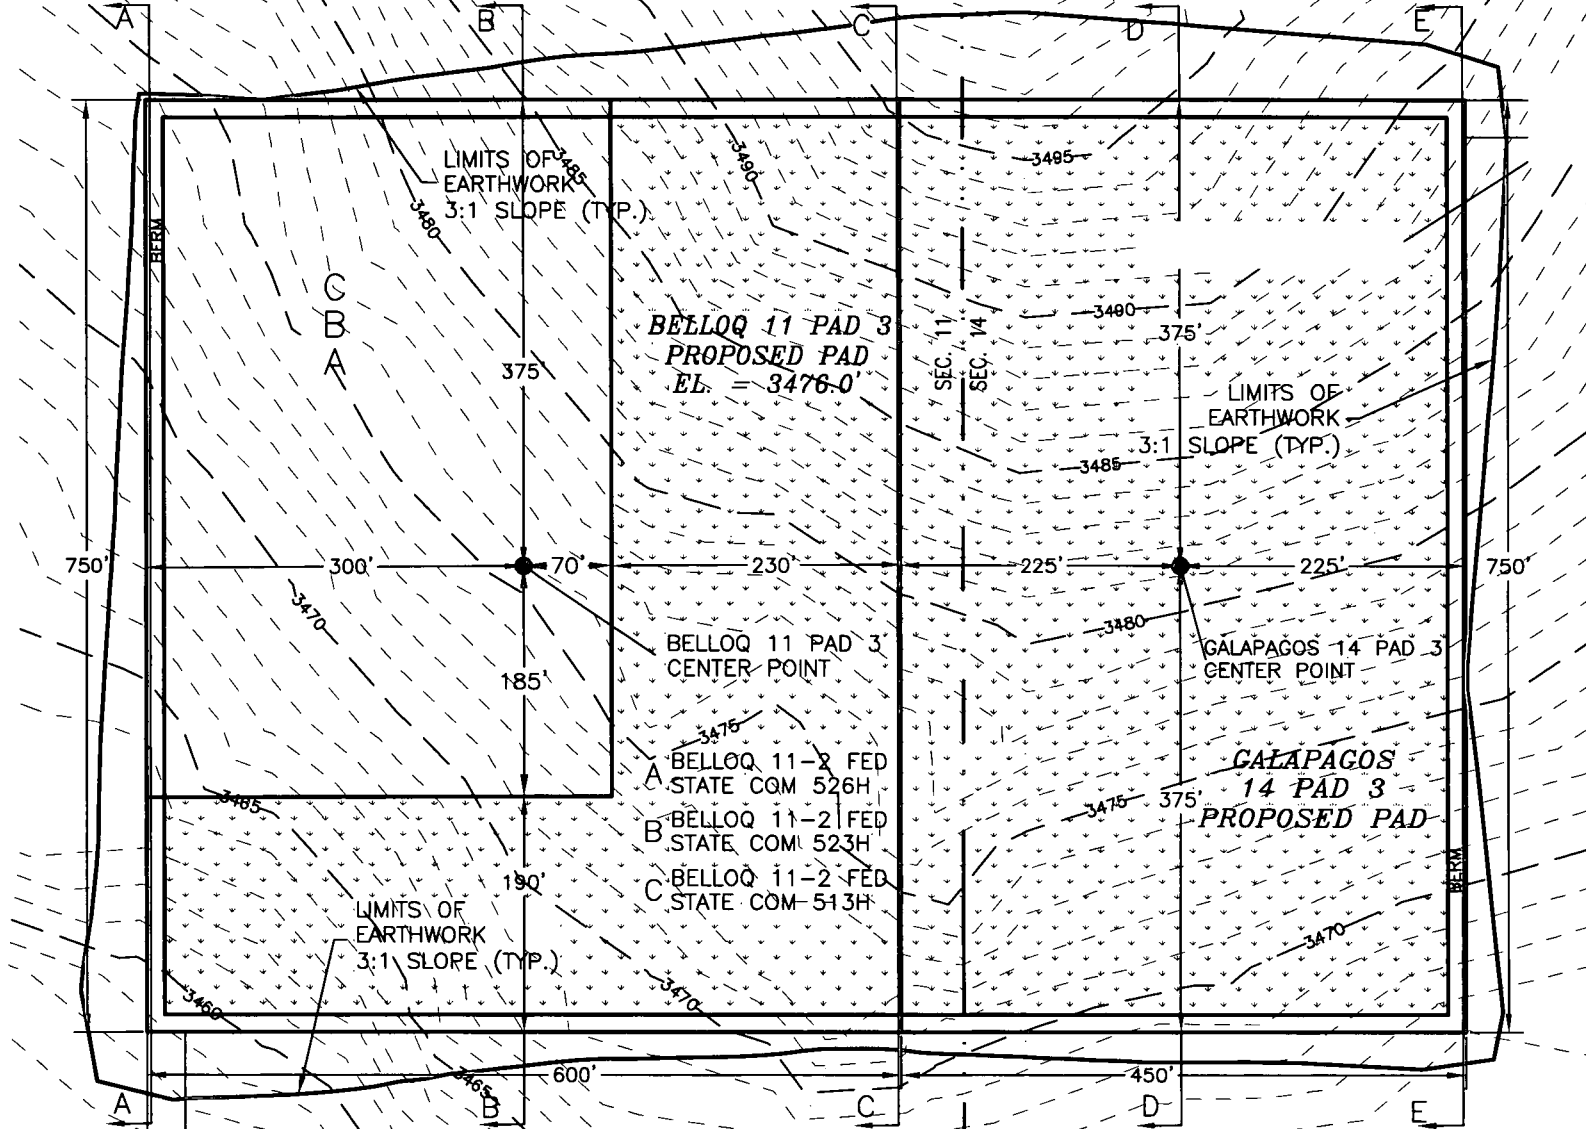 A
B
C
D
E
LIMITS OF
EARTHWORK
3:1 SLOPE (TYP.)
3485
3490
3495
3480
BERM
C
B
A
BELLOQ 11 PAD 3
PROPOSED PAD
EL. = 3476.0'
SEC. 11
SEC. 14
3490
375'
375'
LIMITS OF
EARTHWORK
3:1 SLOPE (TYP.)
3485
750'
300'
70'
230'
225'
225'
750'
3470
3480
BELLOQ 11 PAD 3
CENTER POINT
GALAPAGOS 14 PAD 3
CENTER POINT
185'
3475
A BELLOQ 11-2 FED
STATE COM 526H
B BELLOQ 11-2 FED
STATE COM 523H
C BELLOQ 11-2 FED
STATE COM 513H
GALAPAGOS
14 PAD 3
PROPOSED PAD
3465
3475
375'
190'
BERM
LIMITS OF
EARTHWORK
3:1 SLOPE (TYP.)
3470
3460
3470
3465
600'
450'
A
B
C
D
E